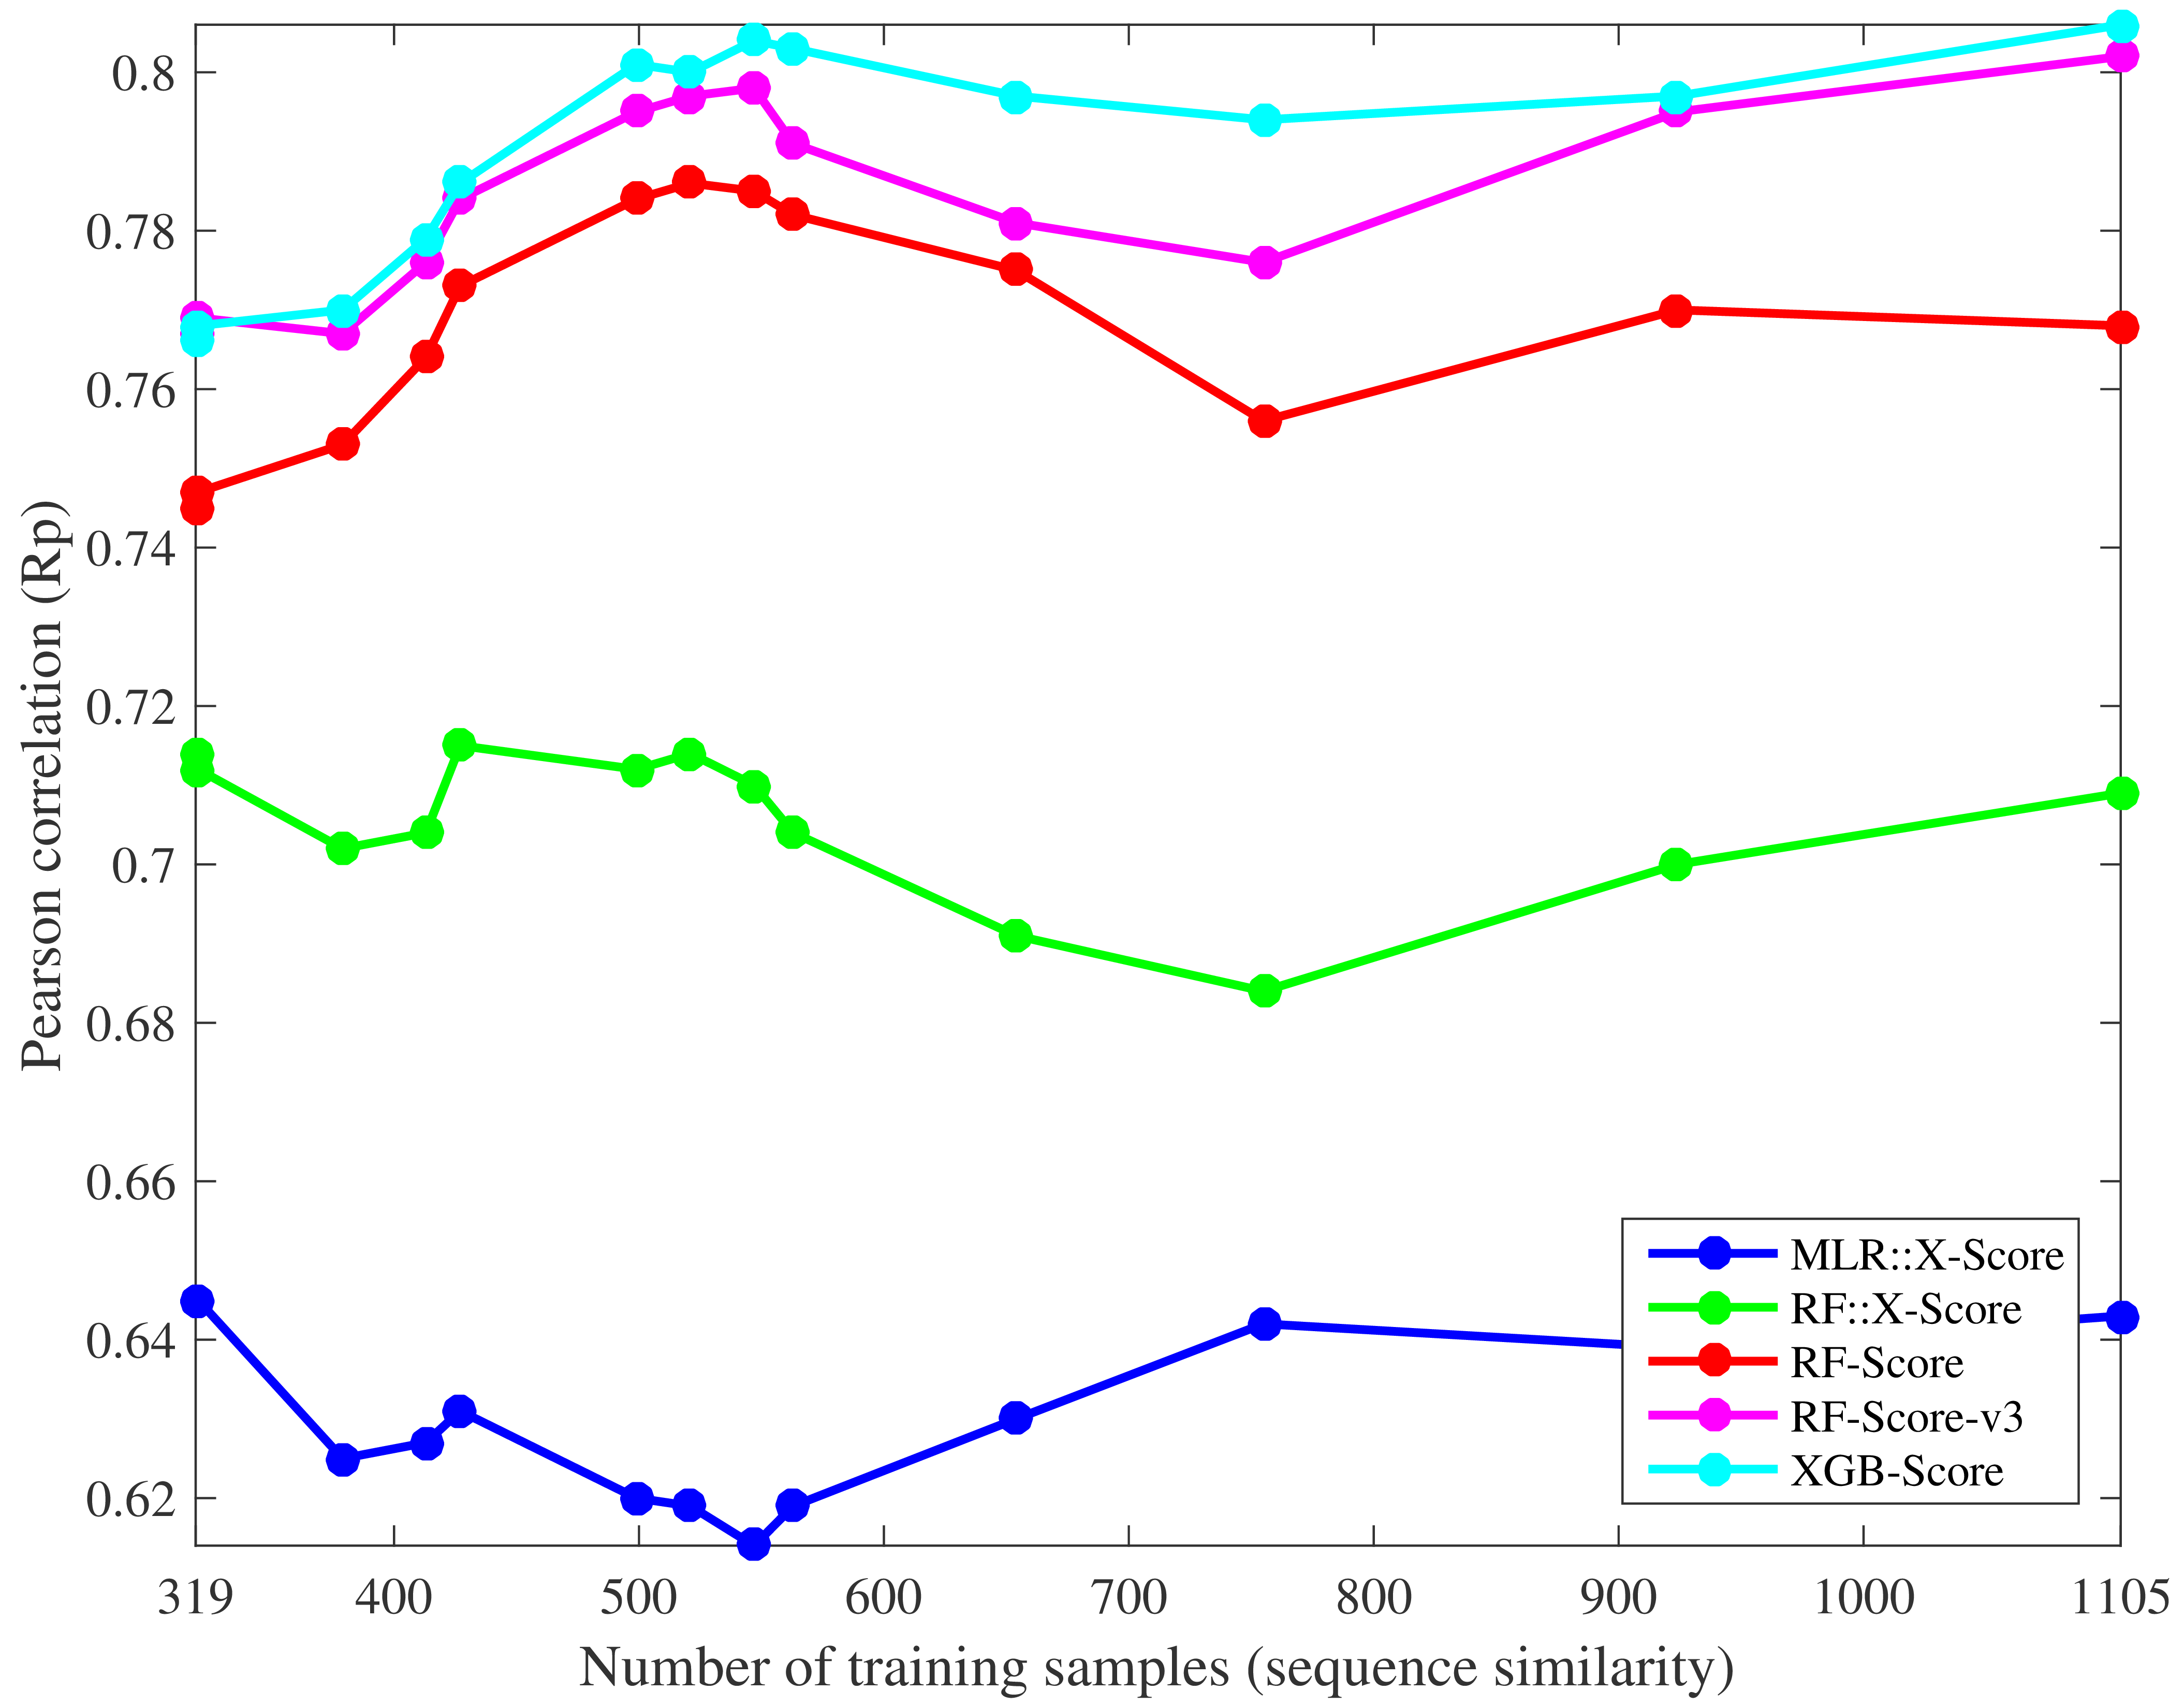 0.8
0.78
0.76
0.74
0.72
0.7
0.68
0.66
0.64
0.62
Pearson correlation (Rp)
MLR::X-Score
RF::X-Score
RF-Score
RF-Score-v3
XGB-Score
319 400 500 600 700 800 900 1000 1105
Number of training samples (sequence similarity)